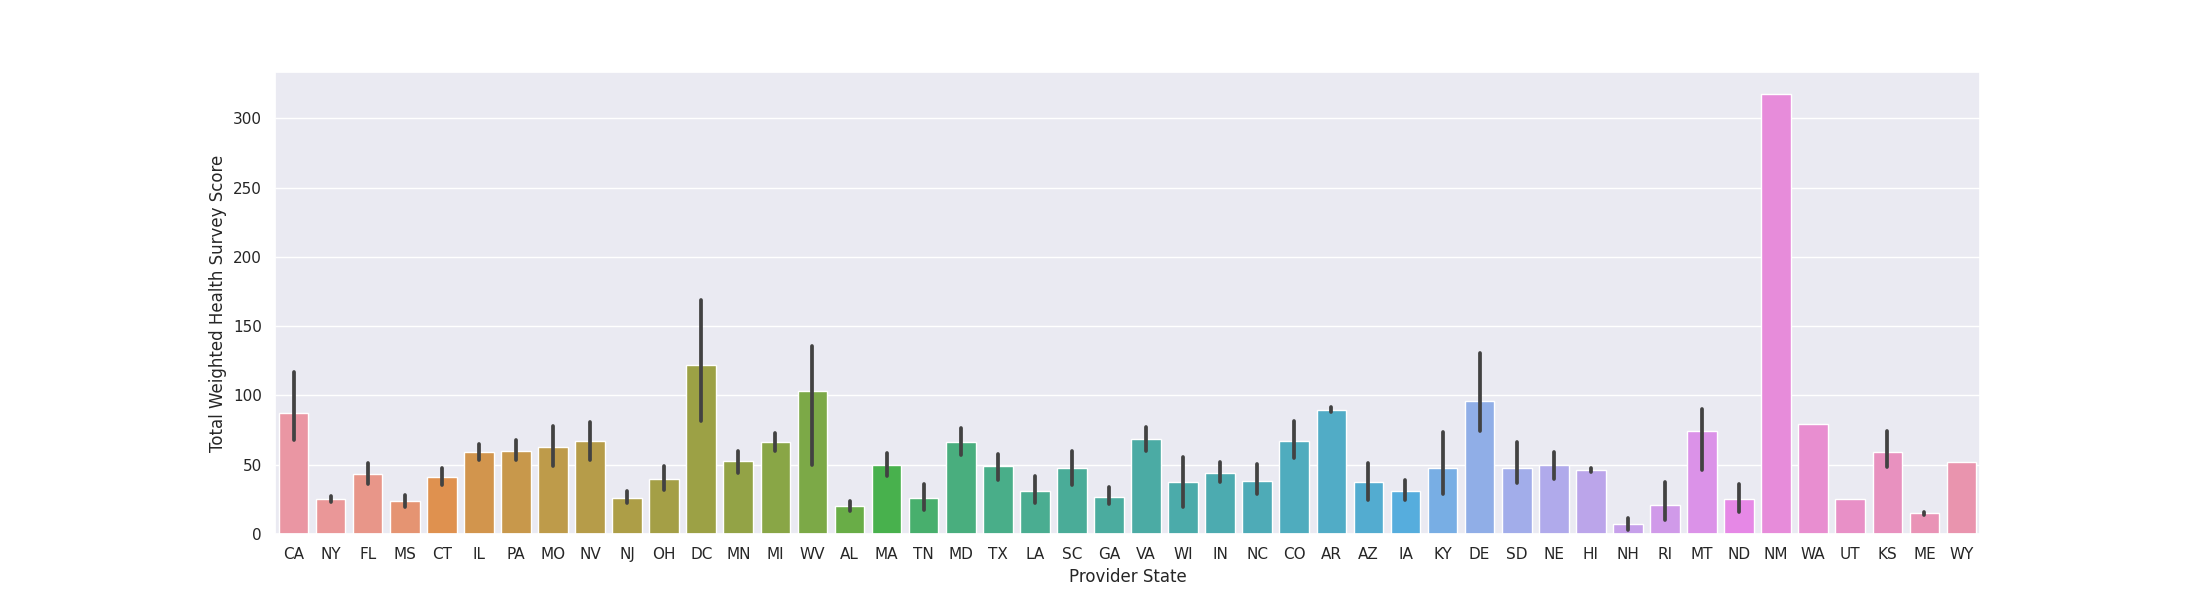 Total Weighted Health Survey Score
300
250
200
150
100
50
0
CA NY FL MS CT IL PA MO NV NJ OH DC MN MI WV AL MA TN MD TX LA SC GA VA WI IN NC CO AR AZ IA KY DE SD NE HI NH RI MT ND NM WA UT KS ME WY
Provider State